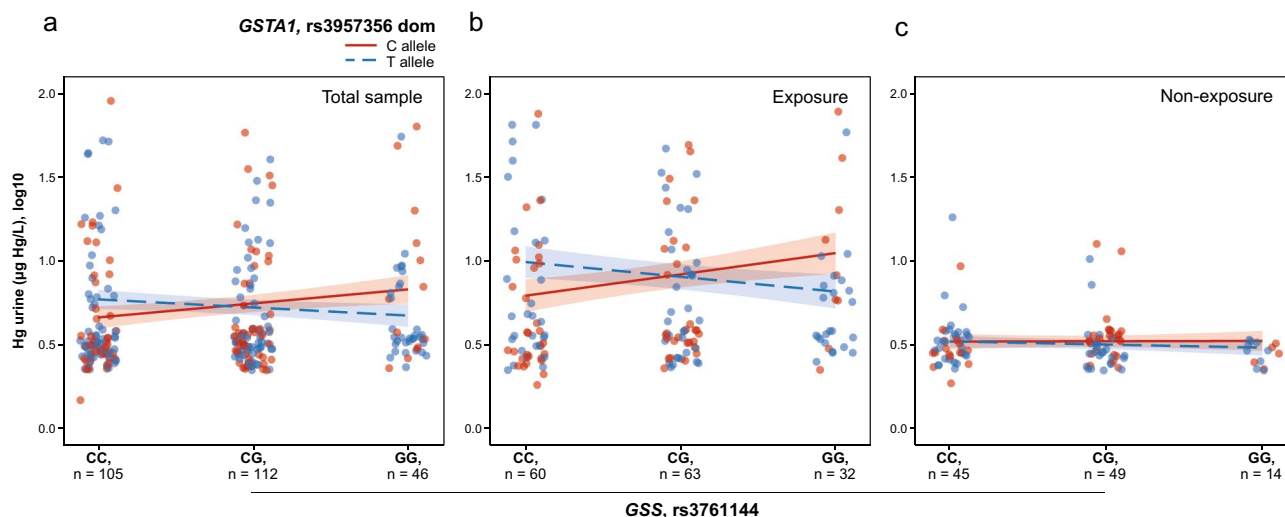 a
GSTA1, rs3957356 dom
C allele
T allele
b
c
Total sample
Exposure
Non-exposure
Hg urine (µg Hg/L), log10
2.0
1.5
1.0
0.5
0.0
2.0
1.5
1.0
0.5
0.0
2.0
1.5
1.0
0.5
0.0
CC,
n = 105
CG,
n = 112
GG,
n = 46
CC,
n = 60
CG,
n = 63
GG,
n = 32
CC,
n = 45
CG,
n = 49
GG,
n = 14
GSS, rs3761144